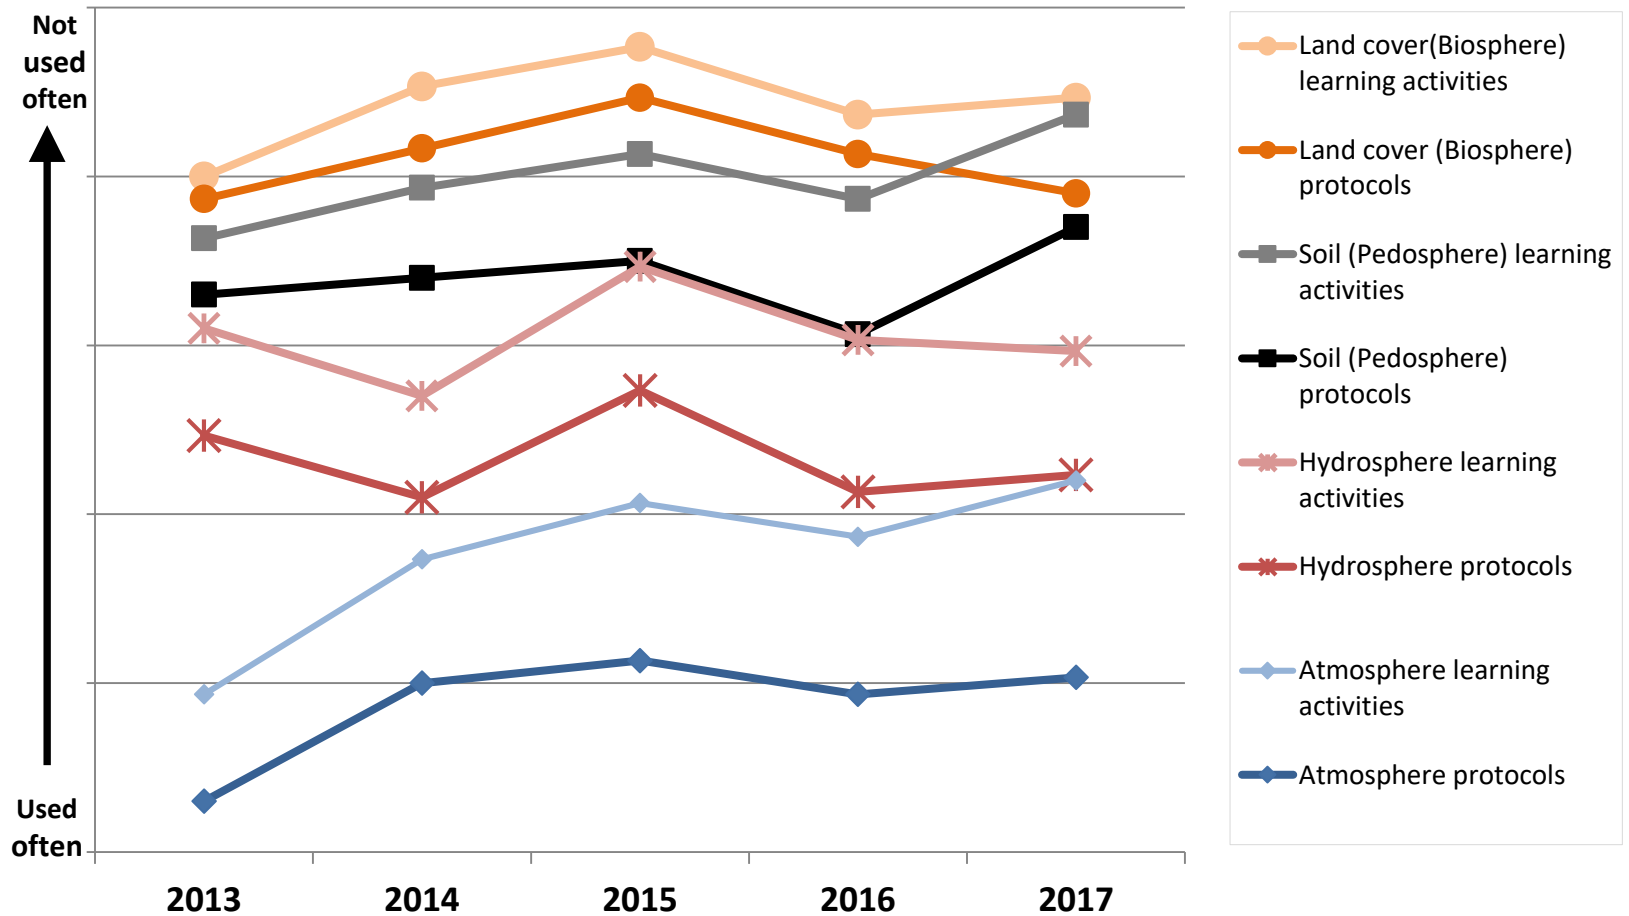 Not
used
often
Used
often
2013
2014
2015
2016
2017
Land cover(Biosphere)
learning activities
Land cover (Biosphere)
protocols
Soil (Pedosphere) learning
activities
Soil (Pedosphere)
protocols
Hydrosphere learning
activities
Hydrosphere protocols
Atmosphere learning
activities
Atmosphere protocols